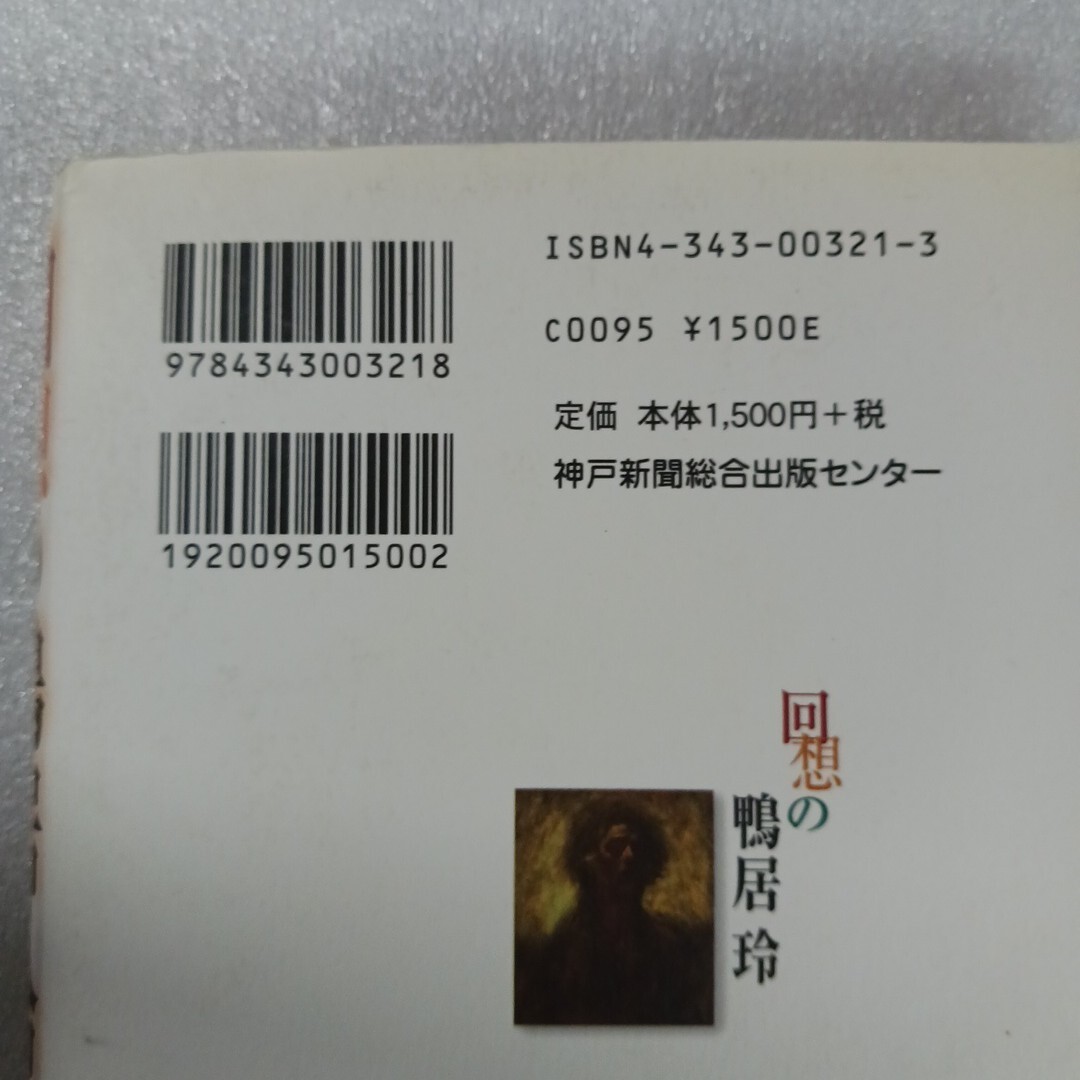 ISBN4-343-00321-3
9784343003218
C0095 ¥1500E
定価 本体1,500円+税
神戸新聞総合出版センター
1920095015002
回想の
鴨居玲